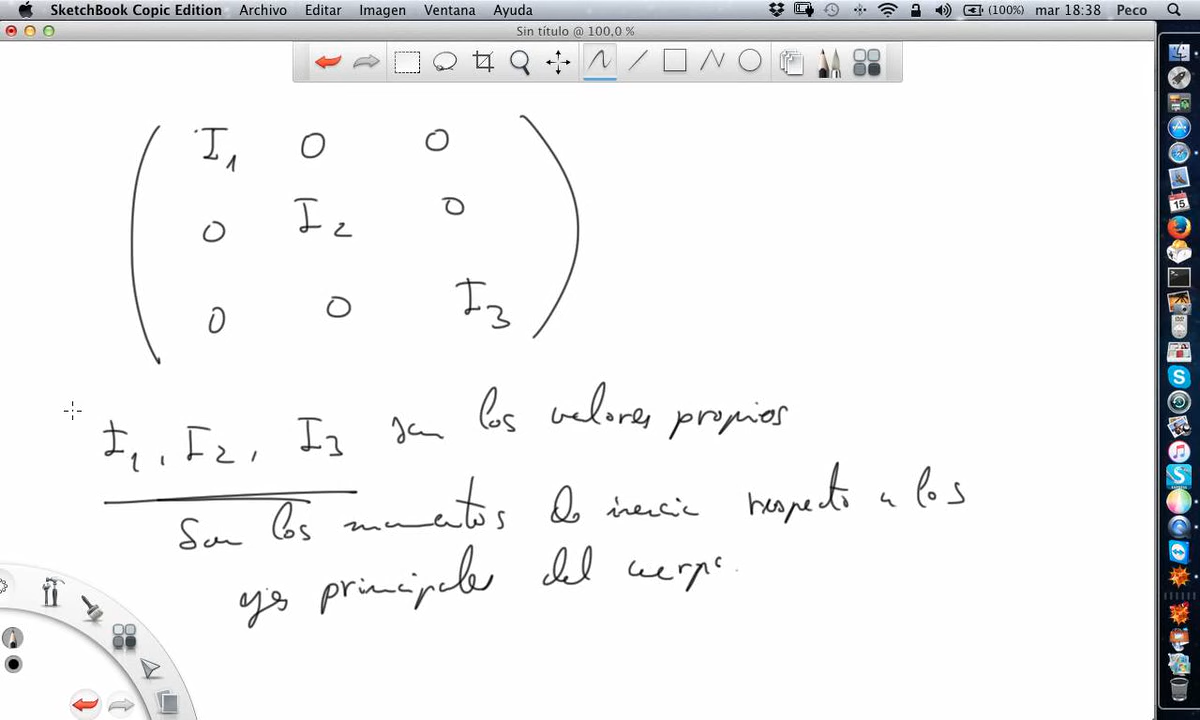 SketchBook Copic Edition Archivo Editar Imagen Ventana Ayuda (100%) mar 18:38 Peco
Sin título @ 100,0 %
I₁ 0 0
0 I₂ 0
0 0 I₃
I₁, I₂, I₃ son los valores propios
Son los momentos de inercia respecto a los
ejes principales del cuerpo.
15